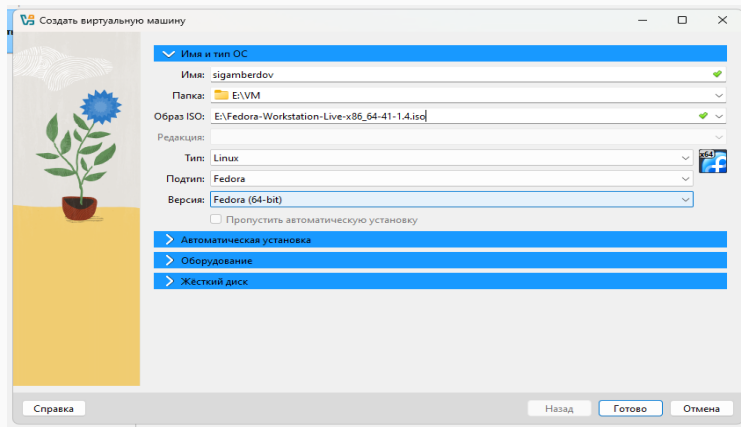 Создать виртуальную машину
Имя и тип ОС
Имя: sigamberdov
Папка: E:\VM
Образ ISO: E:\Fedora-Workstation-Live-x86_64-41-1.4.iso
Редакция:
Тип: Linux
x64
Подтип: Fedora
Версия: Fedora (64-bit)
Пропустить автоматическую установку
Автоматическая установка
Оборудование
Жёсткий диск
Справка Назад Готово Отмена